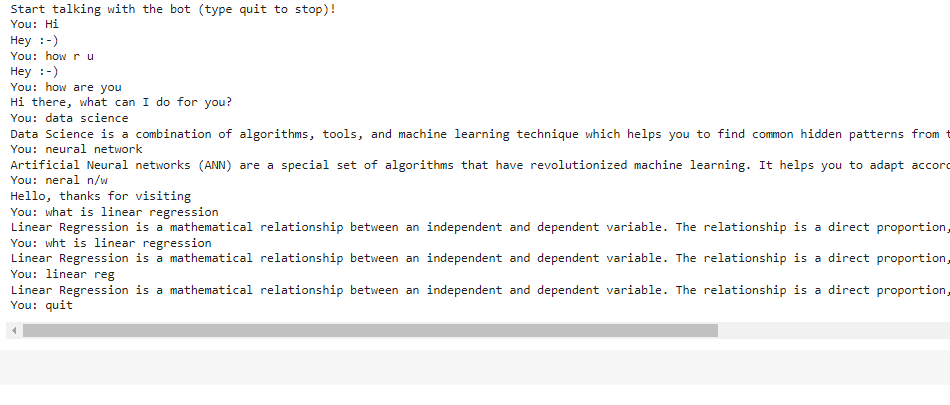 Start talking with the bot (type quit to stop)!
You: Hi
Hey :-)
You: how r u
Hey :-)
You: how are you
Hi there, what can I do for you?
You: data science
Data Science is a combination of algorithms, tools, and machine learning technique which helps you to find common hidden patterns from
You: neural network
Artificial Neural networks (ANN) are a special set of algorithms that have revolutionized machine learning. It helps you to adapt
You: neral n/w
Hello, thanks for visiting
You: what is linear regression
Linear Regression is a mathematical relationship between an independent and dependent variable. The relationship is a direct proportion,
You: wht is linear regression
Linear Regression is a mathematical relationship between an independent and dependent variable. The relationship is a direct proportion,
You: linear reg
Linear Regression is a mathematical relationship between an independent and dependent variable. The relationship is a direct proportion,
You: quit